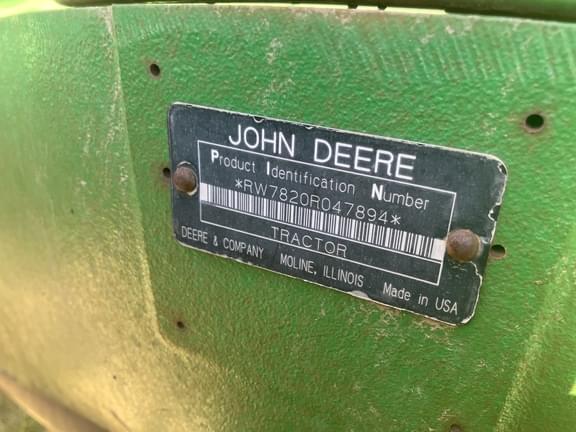 JOHN DEERE
Product Identification Number
*RW7820R047894*
TRACTOR
DEERE & COMPANY MOLINE, ILLINOIS Made in USA